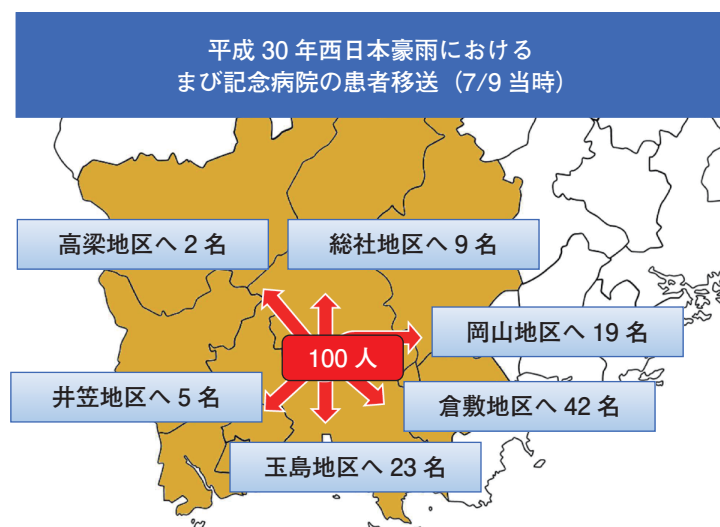 平成 30 年西日本豪雨における
まび記念病院の患者移送（7/9 当時）
高梁地区へ 2 名
総社地区へ 9 名
岡山地区へ 19 名
100 人
井笠地区へ 5 名
倉敷地区へ 42 名
玉島地区へ 23 名